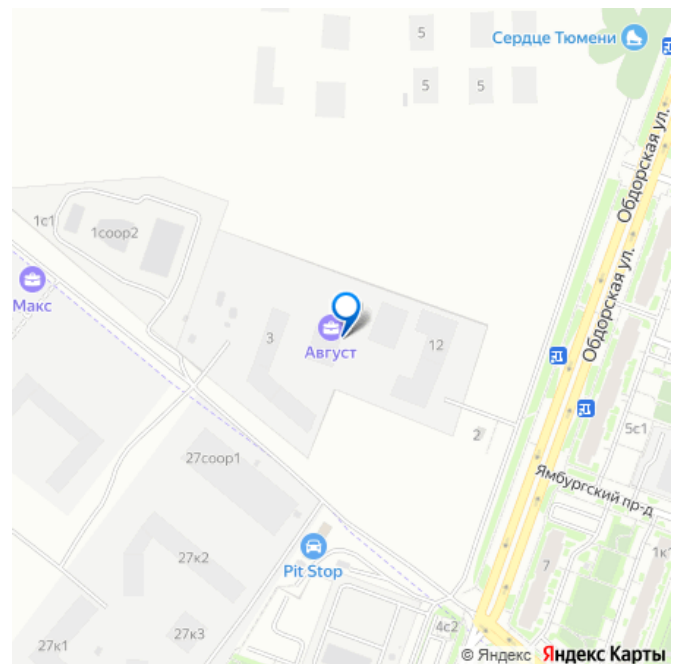 5
Сердце Тюмени
5
5
Обдорская ул.
1с1
1соор2
Макс
Обдорская ул.
3
Август
12
5с1
2
27соор1
Ямбургский пр-д
27к2
Pit Stop
7
1к1
27к1
27к3
4с2
© Яндекс Яндекс Карты